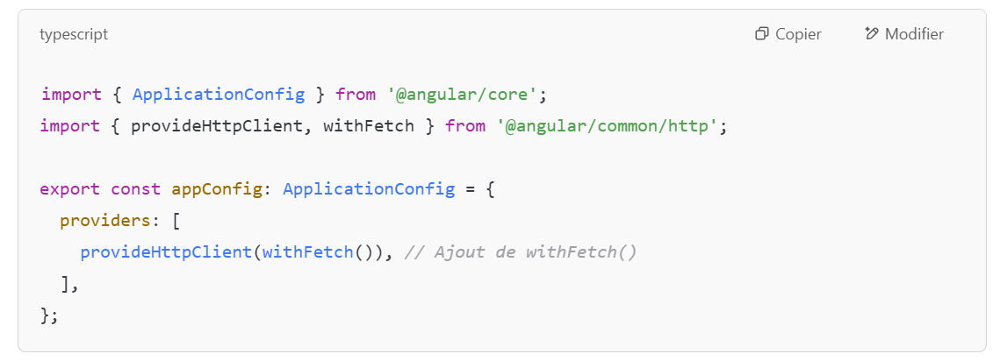 typescript
Copier
Modifier
import { ApplicationConfig } from '@angular/core';
import { provideHttpClient, withFetch } from '@angular/common/http';
export const appConfig: ApplicationConfig = {
  providers: [
    provideHttpClient(withFetch()), // Ajout de withFetch()
  ],
};